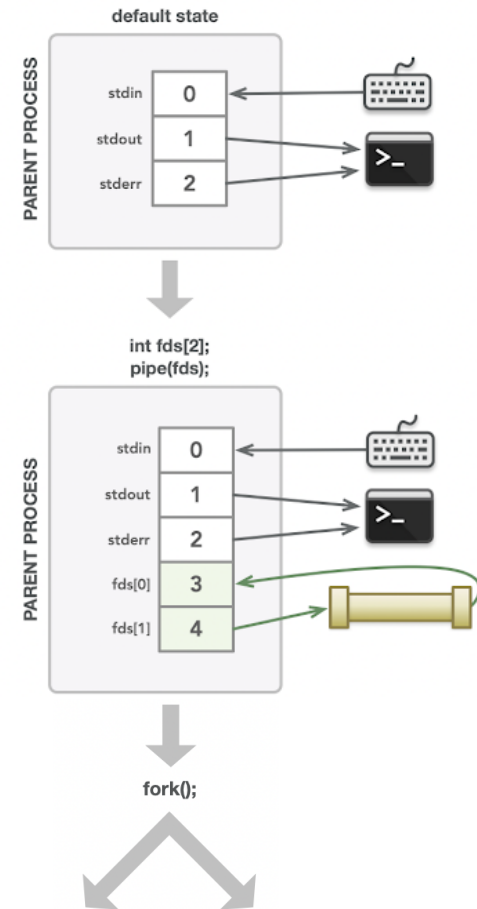 default state
PARENT PROCESS
stdin 0
stdout 1
stderr 2
>_
int fds[2];
pipe(fds);
PARENT PROCESS
stdin 0
stdout 1
stderr 2
fds[0] 3
fds[1] 4
>_
fork();